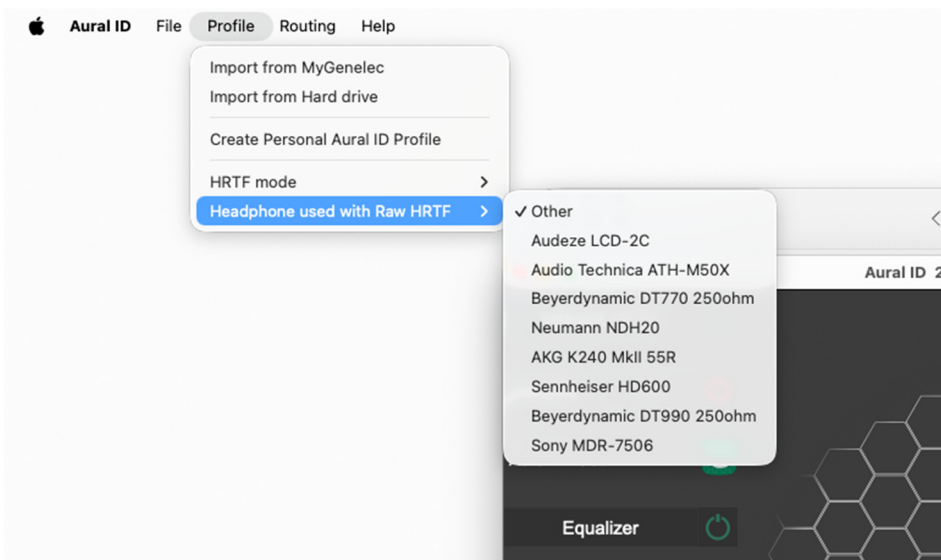 Aural ID File Profile Routing Help
Import from MyGenelec
Import from Hard drive
Create Personal Aural ID Profile
HRTF mode
Headphone used with Raw HRTF
✓ Other
Audeze LCD-2C
Audio Technica ATH-M50X
Beyerdynamic DT770 250ohm
Neumann NDH20
AKG K240 MkII 55R
Sennheiser HD600
Beyerdynamic DT990 250ohm
Sony MDR-7506
Aural ID 2
Equalizer